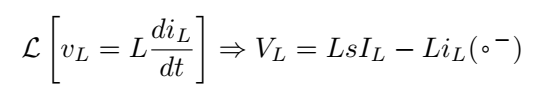 ℒ[v_L = L di_L/dt] ⇒ V_L = LsI_L − Li_L(∘⁻)